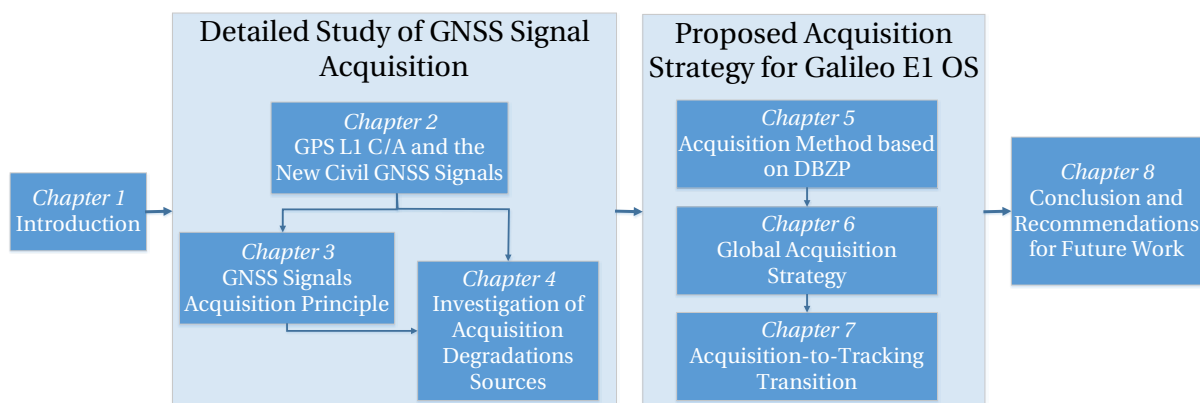 Chapter 1
Introduction
Detailed Study of GNSS Signal
Acquisition
Chapter 2
GPS L1 C/A and the
New Civil GNSS Signals
Chapter 3
GNSS Signals
Acquisition Principle
Chapter 4
Investigation of
Acquisition
Degradations
Sources
Proposed Acquisition
Strategy for Galileo E1 OS
Chapter 5
Acquisition Method based
on DBZP
Chapter 6
Global Acquisition
Strategy
Chapter 7
Acquisition-to-Tracking
Transition
Chapter 8
Conclusion and
Recommendations
for Future Work